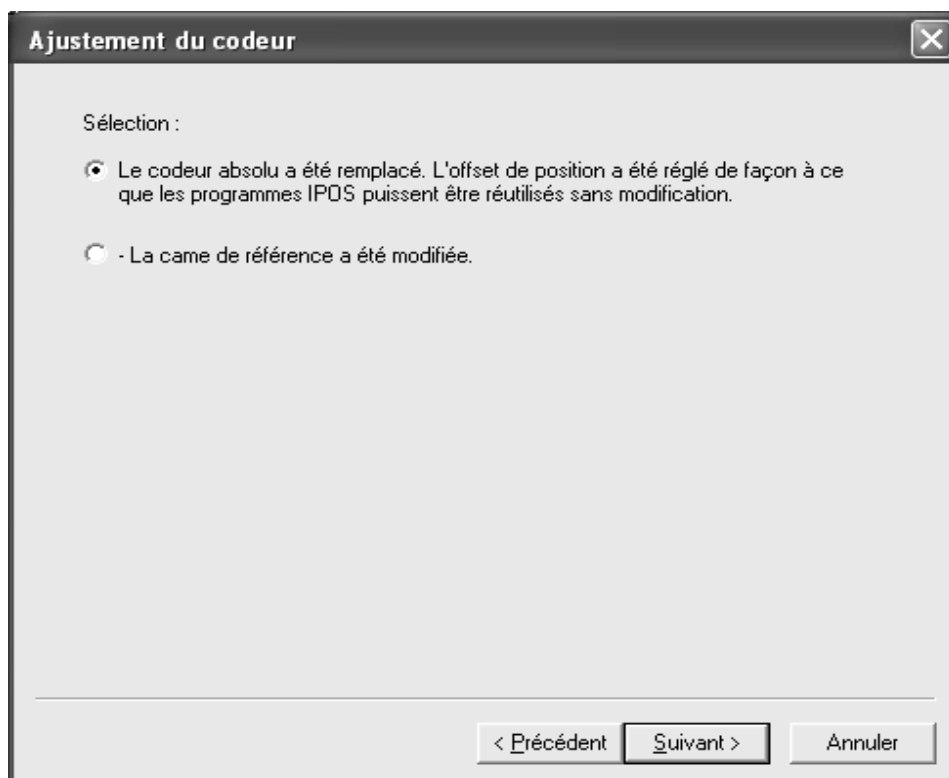 Ajustement du codeur
Sélection :
Le codeur absolu a été remplacé. L'offset de position a été réglé de façon à ce
que les programmes IPOS puissent être réutilisés sans modification.
- La came de référence a été modifiée.
< Précédent Suivant > Annuler